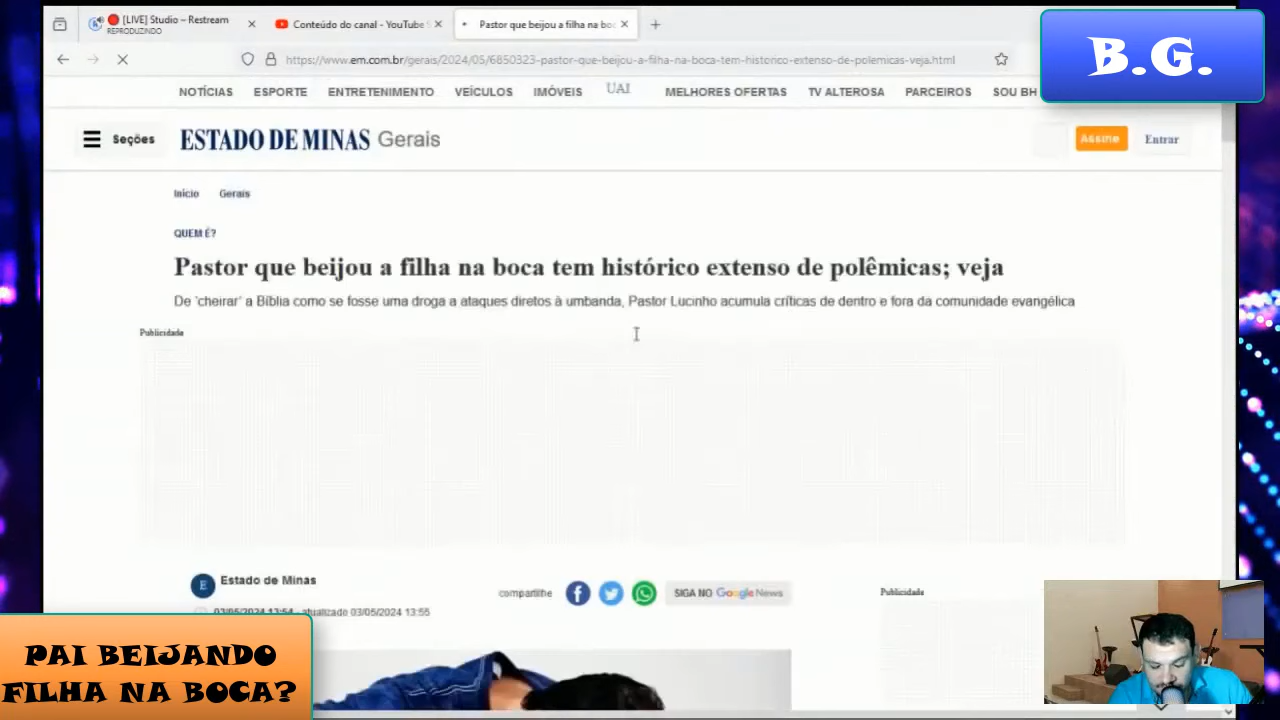 [LIVE] Studio – Restream
REPRODUZINDO
Conteúdo do canal - YouTube
Pastor que beijou a filha na bo
https://www.em.com.br/gerais/2024/05/6850323-pastor-que-beijou-a-filha-na-boca-tem-historico-extenso-de-polemicas-veja.html
B.G.
NOTÍCIAS ESPORTE ENTRETENIMENTO VEÍCULOS IMÓVEIS UAI MELHORES OFERTAS TV ALTEROSA PARCEIROS SOU BH
Seções ESTADO DE MINAS Gerais Assine Entrar
Início Gerais
QUEM É?
Pastor que beijou a filha na boca tem histórico extenso de polêmicas; veja
De 'cheirar' a Bíblia como se fosse uma droga a ataques diretos à umbanda, Pastor Lucinho acumula críticas de dentro e fora da comunidade evangélica
Publicidade
E Estado de Minas
compartilhe SIGA NO Google News
Publicidade
03/05/2024 13:54 - atualizado 03/05/2024 13:55
PAI BEIJANDO
FILHA NA BOCA?